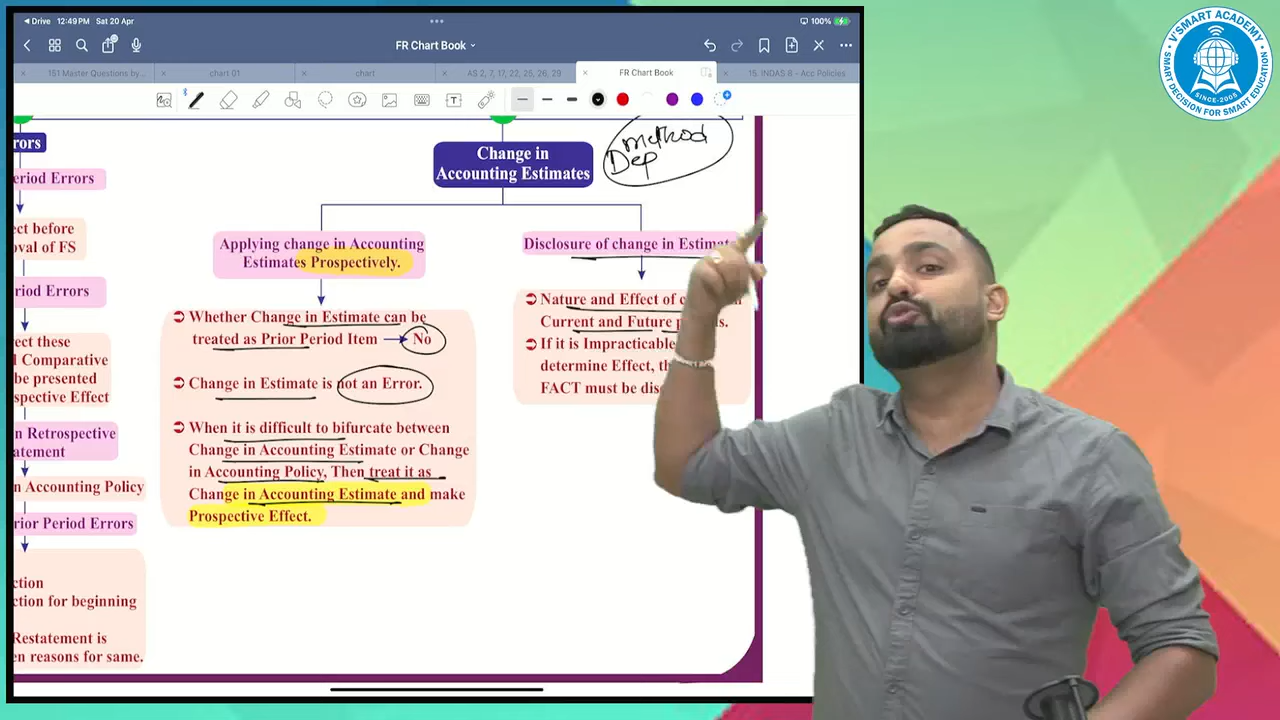 Drive 12:49 PM Sat 20 Apr
100%
FR Chart Book
151 Master Questions by...
chart 01
chart
AS 2, 7, 17, 22, 25, 26, 29
FR Chart Book
15. INDAS 8 - Acc Policies
V'SMART ACADEMY
SMART DECISION FOR SMART EDUCATION
SINCE-2005
rors
eriod Errors
ect before
oval of FS
riod Errors
ect these
l Comparative
be presented
spective Effect
n Retrospective
atement
n Accounting Policy
rior Period Errors
ction
ction for beginning
Restatement is
en reasons for same.
Change in
Accounting Estimates
method
Dep
Applying change in Accounting
Estimates Prospectively.
➲ Whether Change in Estimate can be
treated as Prior Period Item → No
➲ Change in Estimate is not an Error.
➲ When it is difficult to bifurcate between
Change in Accounting Estimate or Change
in Accounting Policy, Then treat it as
Change in Accounting Estimate and make
Prospective Effect.
Disclosure of change in Estimat
➲ Nature and Effect of
Current and Future
➲ If it is Impracticable
determine Effect, th
FACT must be dis